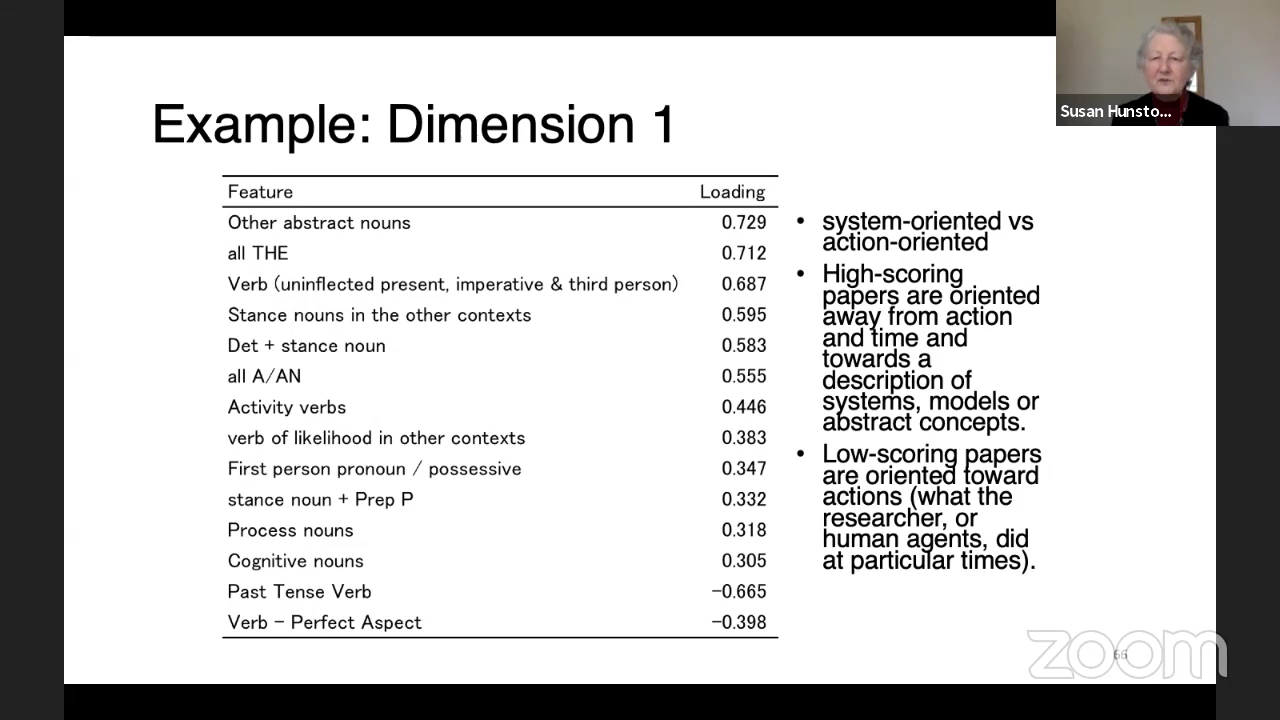 Susan Hunsto...
Example: Dimension 1
Feature Loading
Other abstract nouns 0.729
all THE 0.712
Verb (uninflected present, imperative & third person) 0.687
Stance nouns in the other contexts 0.595
Det + stance noun 0.583
all A/AN 0.555
Activity verbs 0.446
verb of likelihood in other contexts 0.383
First person pronoun / possessive 0.347
stance noun + Prep P 0.332
Process nouns 0.318
Cognitive nouns 0.305
Past Tense Verb −0.665
Verb − Perfect Aspect −0.398
• system-oriented vs
action-oriented
• High-scoring
papers are oriented
away from action
and time and
towards a
description of
systems, models or
abstract concepts.
• Low-scoring papers
are oriented toward
actions (what the
researcher, or
human agents, did
at particular times).
66
zoom